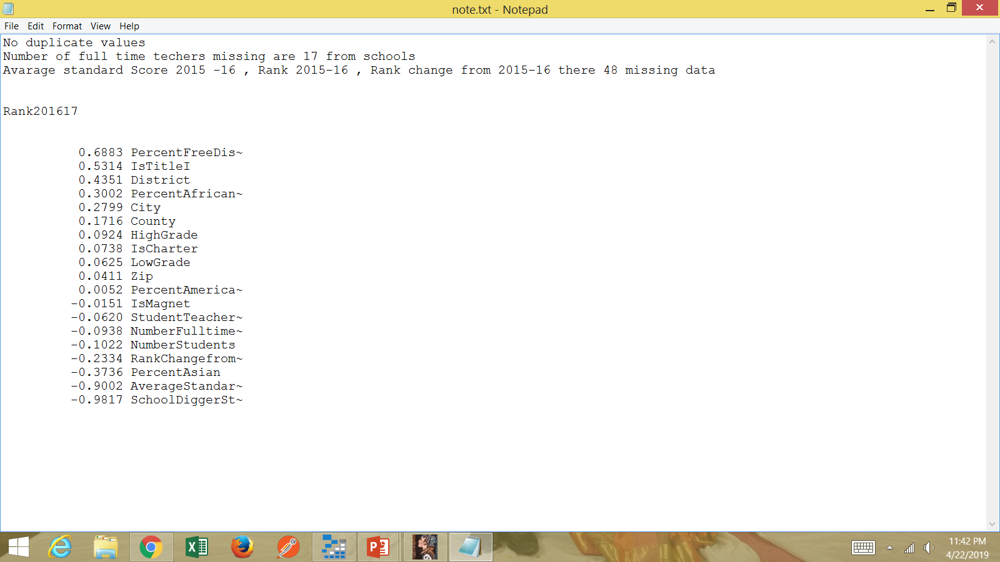 note.txt - Notepad
File Edit Format View Help
No duplicate values
Number of full time techers missing are 17 from schools
Avarage standard Score 2015 -16 , Rank 2015-16 , Rank change from 2015-16 there 48 missing data
Rank201617
0.6883 PercentFreeDis~
0.5314 IsTitleI
0.4351 District
0.3002 PercentAfrican~
0.2799 City
0.1716 County
0.0924 HighGrade
0.0738 IsCharter
0.0625 LowGrade
0.0411 Zip
0.0052 PercentAmerica~
-0.0151 IsMagnet
-0.0620 StudentTeacher~
-0.0938 NumberFulltime~
-0.1022 NumberStudents
-0.2334 RankChangefrom~
-0.3736 PercentAsian
-0.9002 AverageStandar~
-0.9817 SchoolDiggerSt~
11:42 PM
4/22/2019